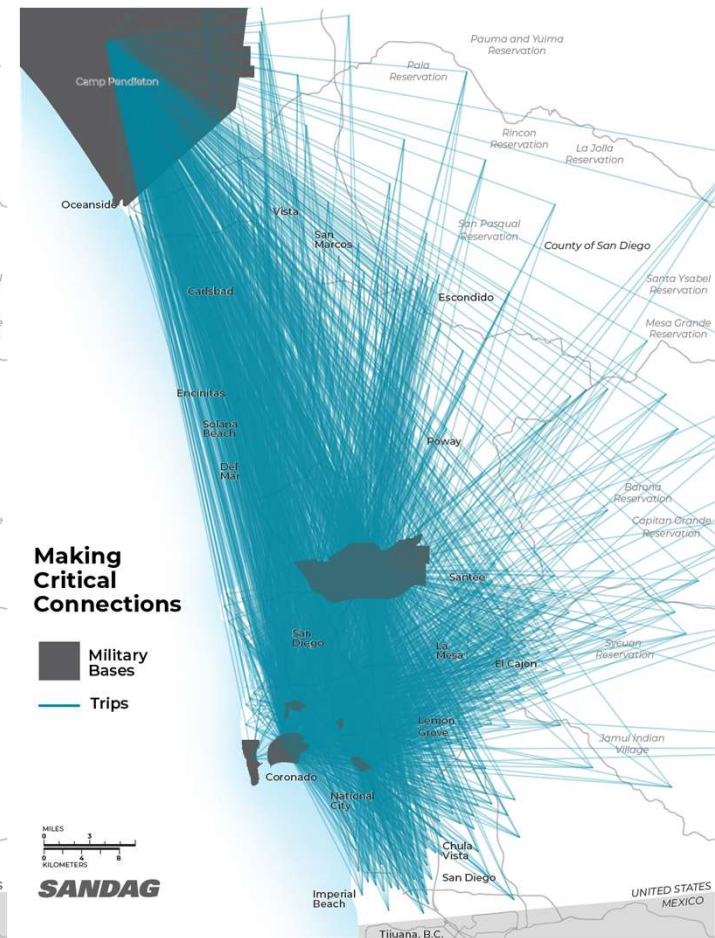 Pauma and Yuima
Reservation
Pala
Reservation
Camp Pendleton
Rincon
Reservation
La Jolla
Reservation
Oceanside
Vista
San
Marcos
San Pasqual
Reservation
County of San Diego
Santa Ysabel
Reservation
Carlsbad
Escondido
Mesa Grande
Reservation
Encinitas
Solana
Beach
Poway
Del
Mar
Barona
Reservation
Capitan Grande
Reservation
Making
Critical
Connections
Santee
Military
Bases
San
Diego
La
Mesa
El Cajon
Sycuan
Reservation
Trips
Lemon
Grove
Jamul Indian
Village
Coronado
National
City
MILES
0 3
0 4 8
KILOMETERS
Chula
Vista
San Diego
SANDAG
Imperial
Beach
UNITED STATES
MEXICO
Tijuana, B.C.